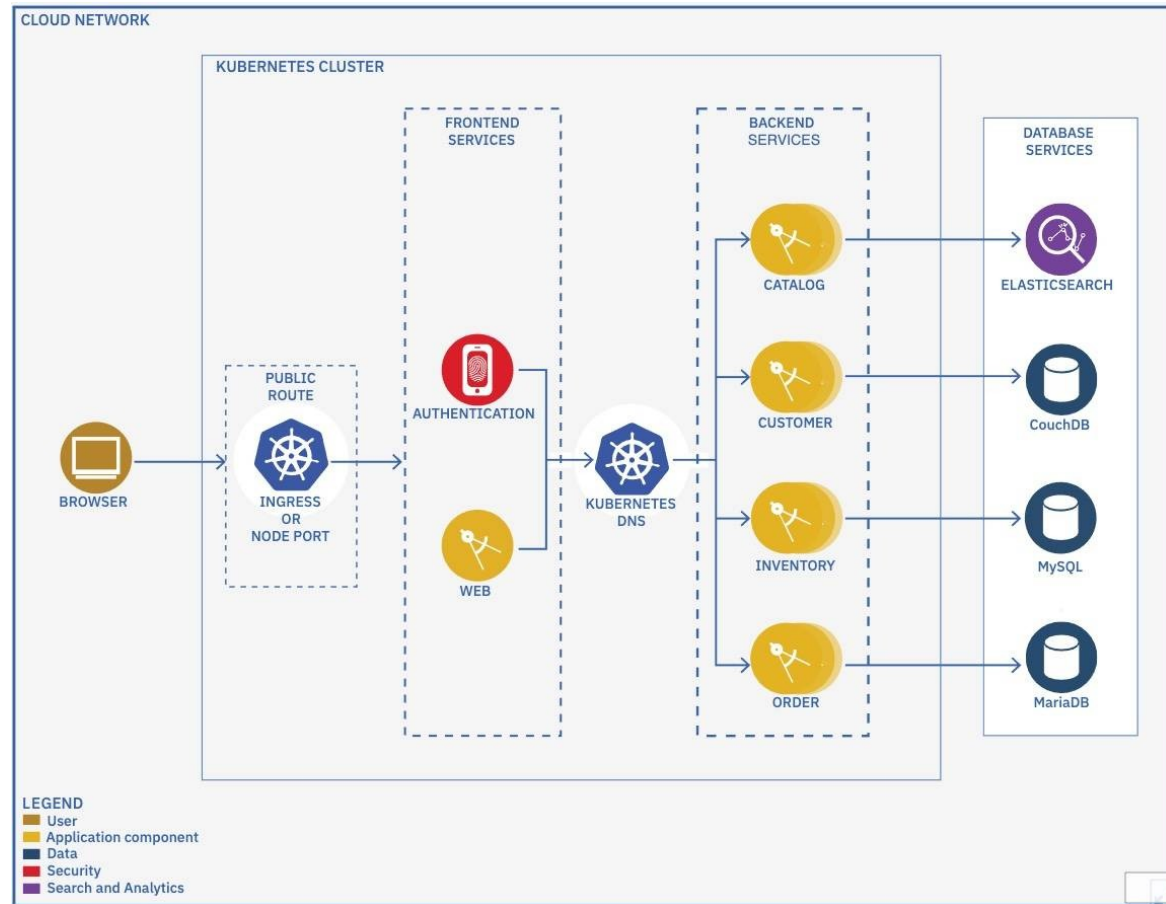 CLOUD NETWORK
KUBERNETES CLUSTER
FRONTEND
SERVICES
BACKEND
SERVICES
DATABASE
SERVICES
CATALOG
ELASTICSEARCH
PUBLIC
ROUTE
AUTHENTICATION
CUSTOMER
CouchDB
BROWSER
INGRESS
OR
NODE PORT
KUBERNETES
DNS
WEB
INVENTORY
MySQL
ORDER
MariaDB
LEGEND
User
Application component
Data
Security
Search and Analytics